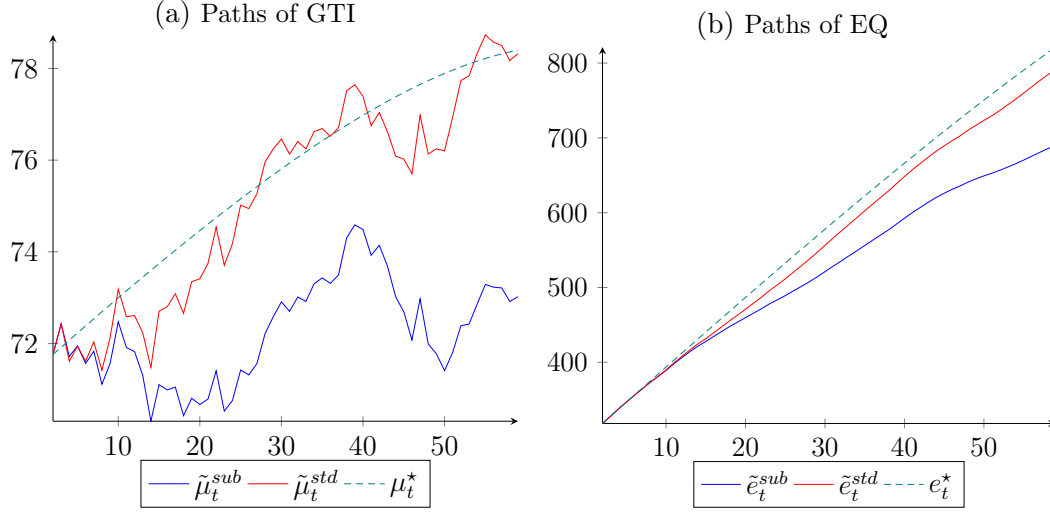 (a) Paths of GTI
78
76
74
72
10 20 30 40 50
μ̃_t^{sub} μ̃_t^{std} μ_t^⋆
(b) Paths of EQ
800
700
600
500
400
10 20 30 40 50
ẽ_t^{sub} ẽ_t^{std} e_t^⋆